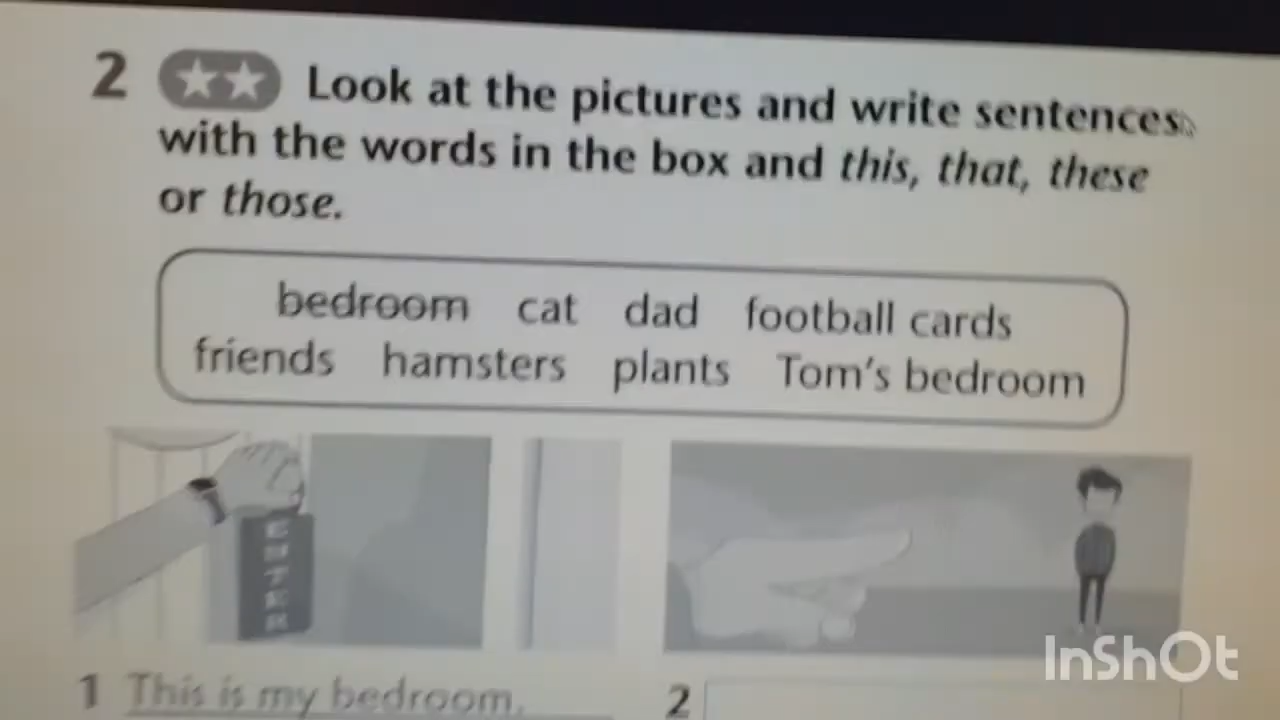 2 Look at the pictures and write sentences
with the words in the box and this, that, these
or those.
bedroom cat dad football cards
friends hamsters plants Tom's bedroom
ENTER
1 This is my bedroom.
2
InShOt